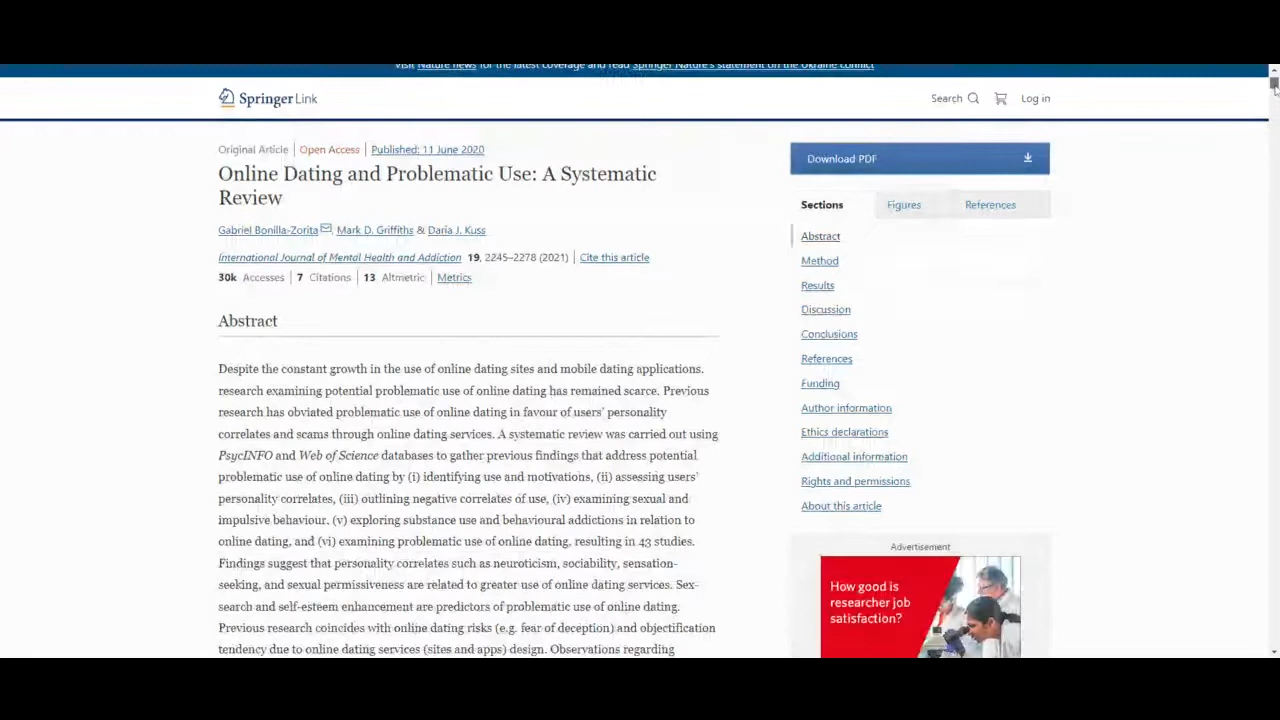 Visit Nature news for the latest coverage and read Springer Nature's statement on the Ukraine conflict
Springer Link
Search
Log in
Original Article | Open Access | Published: 11 June 2020
Online Dating and Problematic Use: A Systematic
Review
Gabriel Bonilla-Zorita, Mark D. Griffiths & Daria J. Kuss
International Journal of Mental Health and Addiction 19, 2245–2278 (2021) | Cite this article
30k Accesses | 7 Citations | 13 Altmetric | Metrics
Abstract
Despite the constant growth in the use of online dating sites and mobile dating applications,
research examining potential problematic use of online dating has remained scarce. Previous
research has obviated problematic use of online dating in favour of users’ personality
correlates and scams through online dating services. A systematic review was carried out using
PsycINFO and Web of Science databases to gather previous findings that address potential
problematic use of online dating by (i) identifying use and motivations, (ii) assessing users’
personality correlates, (iii) outlining negative correlates of use, (iv) examining sexual and
impulsive behaviour, (v) exploring substance use and behavioural addictions in relation to
online dating, and (vi) examining problematic use of online dating, resulting in 43 studies.
Findings suggest that personality correlates such as neuroticism, sociability, sensation-
seeking, and sexual permissiveness are related to greater use of online dating services. Sex-
search and self-esteem enhancement are predictors of problematic use of online dating.
Previous research coincides with online dating risks (e.g. fear of deception) and objectification
tendency due to online dating services (sites and apps) design. Observations regarding
Download PDF
Sections
Figures
References
Abstract
Method
Results
Discussion
Conclusions
References
Funding
Author information
Ethics declarations
Additional information
Rights and permissions
About this article
Advertisement
How good is
researcher job
satisfaction?